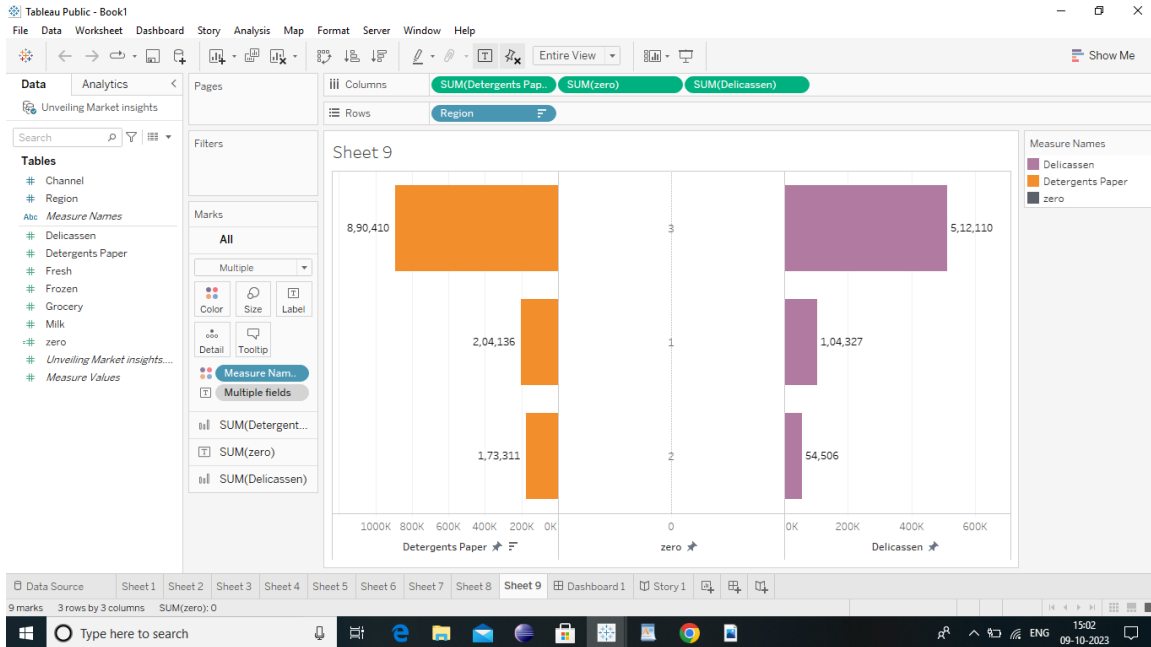 Tableau Public - Book1
File Data Worksheet Dashboard Story Analysis Map Format Server Window Help
Entire View
Show Me
Data Analytics
Unveiling Market insights
Search
Tables
Channel
Region
Abc Measure Names
Delicassen
Detergents Paper
Fresh
Frozen
Grocery
Milk
zero
Unveiling Market insights....
Measure Values
Pages
Filters
Marks
All
Multiple
Color Size Label
Detail Tooltip
Measure Nam..
Multiple fields
SUM(Detergent...
SUM(zero)
SUM(Delicassen)
Columns SUM(Detergents Pap.. SUM(zero) SUM(Delicassen)
Rows Region
Sheet 9
8,90,410 3 5,12,110
2,04,136 1 1,04,327
1,73,311 2 54,506
1000K 800K 600K 400K 200K 0K 0 0K 200K 400K 600K
Detergents Paper zero Delicassen
Measure Names
Delicassen
Detergents Paper
zero
Data Source Sheet 1 Sheet 2 Sheet 3 Sheet 4 Sheet 5 Sheet 6 Sheet 7 Sheet 8 Sheet 9 Dashboard 1 Story 1
9 marks 3 rows by 3 columns SUM(zero): 0
Type here to search
ENG
15:02
09-10-2023